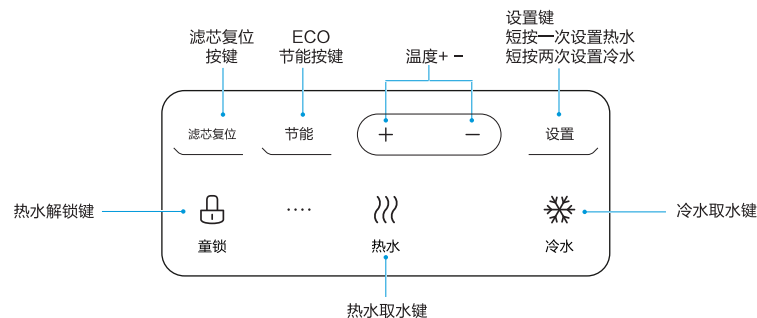 设置键
短按一次设置热水
短按两次设置冷水
滤芯复位
按键
ECO
节能按键
温度+ -
滤芯复位
节能
+
-
设置
热水解锁键
童锁
热水
冷水
冷水取水键
热水取水键